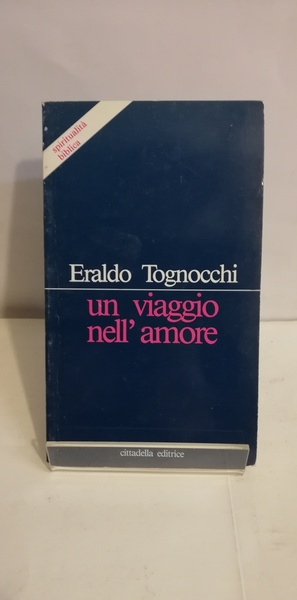 spiritualità
biblica
Eraldo Tognocchi
un viaggio
nell'amore
cittadella editrice